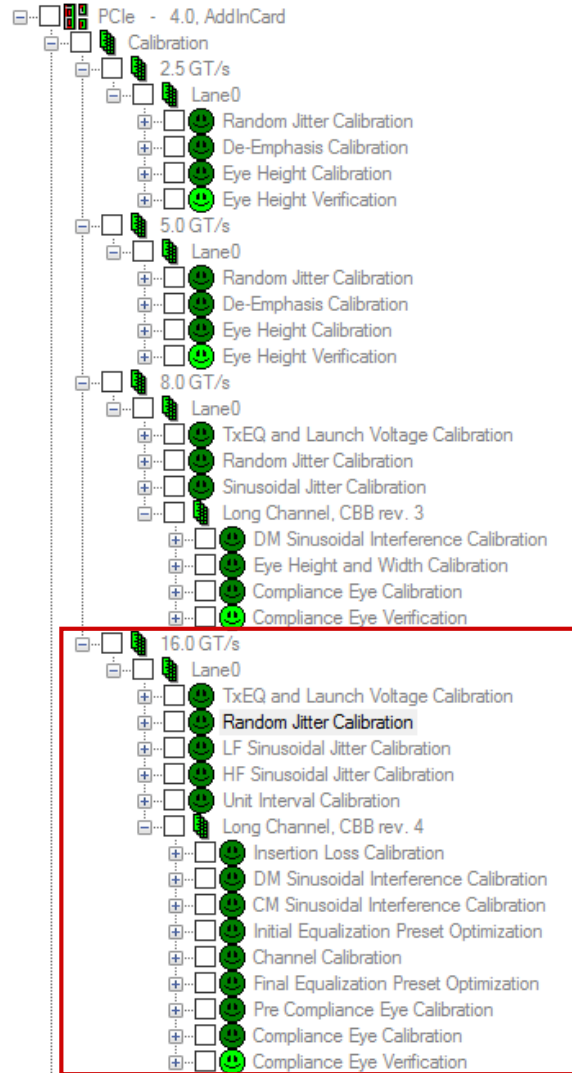 PCIe - 4.0, AddInCard
Calibration
2.5 GT/s
Lane0
Random Jitter Calibration
De-Emphasis Calibration
Eye Height Calibration
Eye Height Verification
5.0 GT/s
Lane0
Random Jitter Calibration
De-Emphasis Calibration
Eye Height Calibration
Eye Height Verification
8.0 GT/s
Lane0
TxEQ and Launch Voltage Calibration
Random Jitter Calibration
Sinusoidal Jitter Calibration
Long Channel, CBB rev. 3
DM Sinusoidal Interference Calibration
Eye Height and Width Calibration
Compliance Eye Calibration
Compliance Eye Verification
16.0 GT/s
Lane0
TxEQ and Launch Voltage Calibration
Random Jitter Calibration
LF Sinusoidal Jitter Calibration
HF Sinusoidal Jitter Calibration
Unit Interval Calibration
Long Channel, CBB rev. 4
Insertion Loss Calibration
DM Sinusoidal Interference Calibration
CM Sinusoidal Interference Calibration
Initial Equalization Preset Optimization
Channel Calibration
Final Equalization Preset Optimization
Pre Compliance Eye Calibration
Compliance Eye Calibration
Compliance Eye Verification